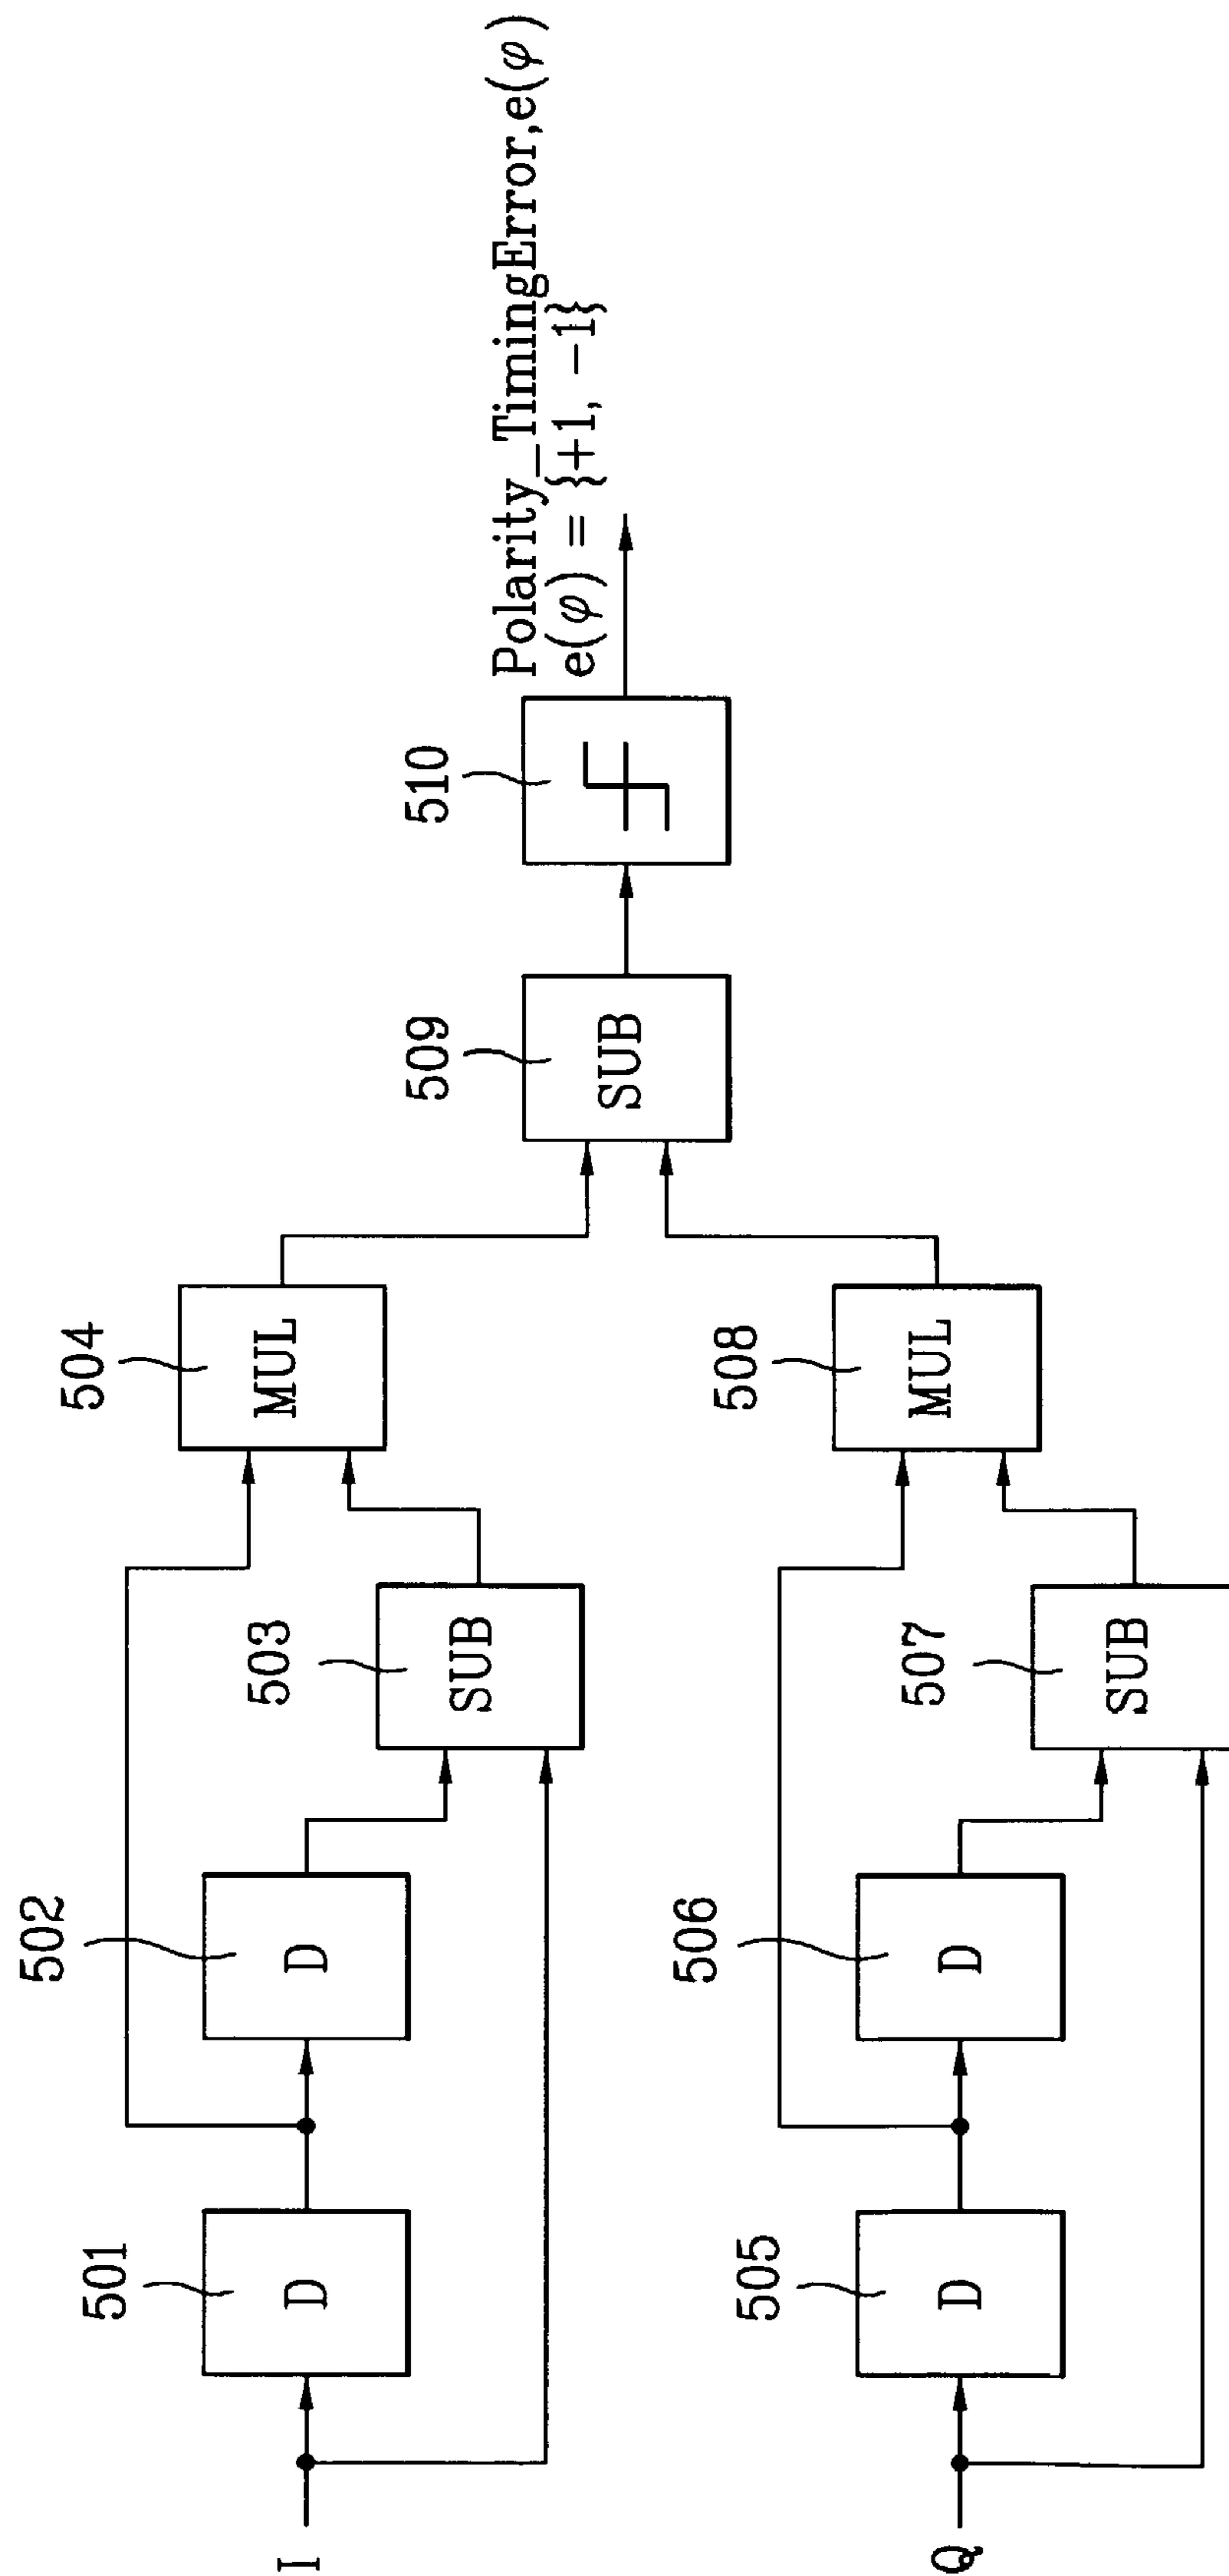 I
501
D
502
D
503
SUB
504
MUL
Q
505
D
506
D
507
SUB
508
MUL
509
SUB
510
Polarity_TimingError,e(φ)
e(φ) = {+1, -1}